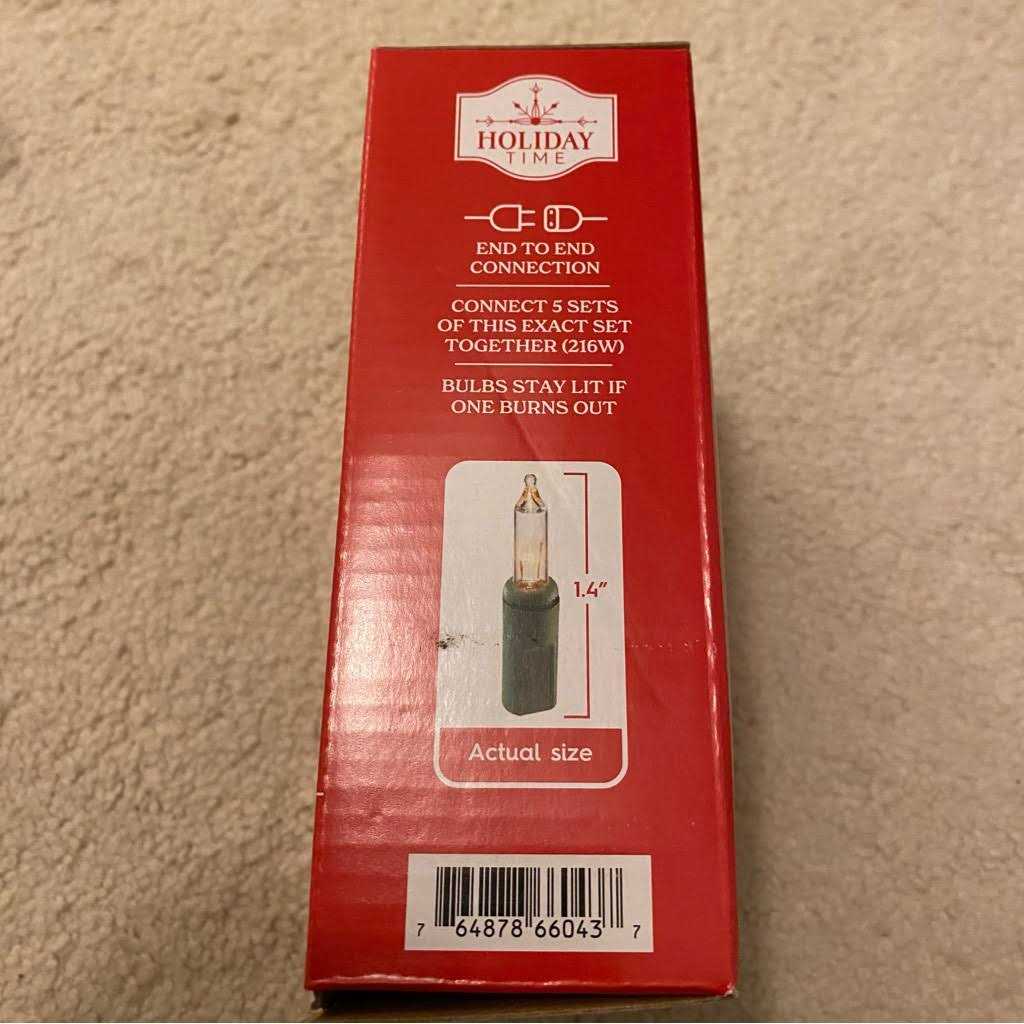 HOLIDAY
TIME
END TO END
CONNECTION
CONNECT 5 SETS
OF THIS EXACT SET
TOGETHER (216W)
BULBS STAY LIT IF
ONE BURNS OUT
1.4"
Actual size
7 64878 66043 7